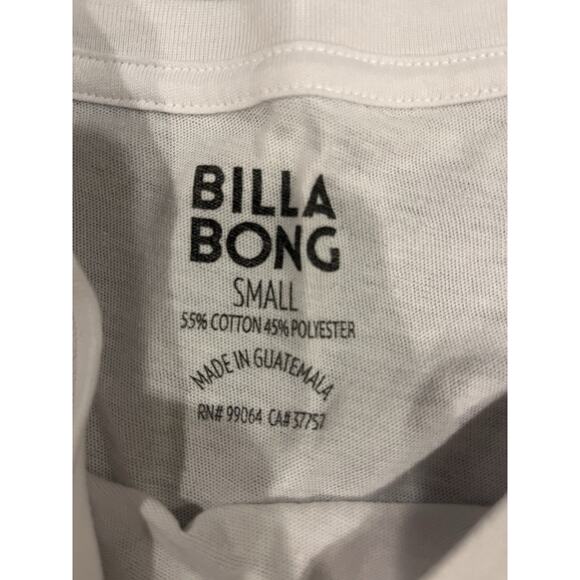 BILLA
BONG
SMALL
55% COTTON 45% POLYESTER
MADE IN GUATEMALA
RN# 99064 CA# 37757